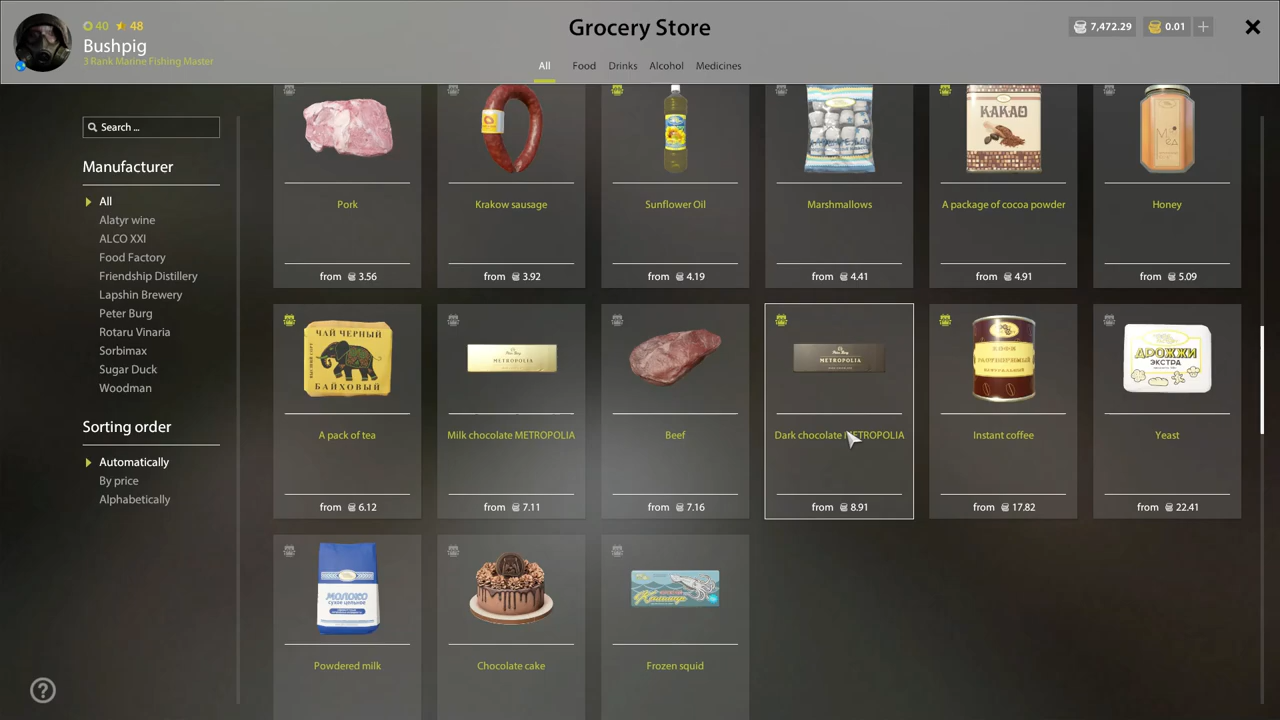 40 48
Bushpig
3 Rank Marine Fishing Master
Grocery Store
7,472.29
0.01
All
Food
Drinks
Alcohol
Medicines
Search ...
Manufacturer
All
Alatyr wine
ALCO XXI
Food Factory
Friendship Distillery
Lapshin Brewery
Peter Burg
Rotaru Vinaria
Sorbimax
Sugar Duck
Woodman
Sorting order
Automatically
By price
Alphabetically
Pork
from 3.56
Krakow sausage
from 3.92
Sunflower Oil
from 4.19
Marshmallows
from 4.41
КАКАО
A package of cocoa powder
from 4.91
Honey
from 5.09
ЧАЙ ЧЕРНЫЙ
БАЙХОВЫЙ
A pack of tea
from 6.12
METROPOLIA
Milk chocolate METROPOLIA
from 7.11
Beef
from 7.16
METROPOLIA
Dark chocolate METROPOLIA
from 8.91
КОФЕ
РАСТВОРИМЫЙ
Instant coffee
from 17.82
ДРОЖЖИ
ЭКСТРА
Yeast
from 22.41
МОЛОКО
СУХОЕ ЦЕЛЬНОЕ
Powdered milk
Chocolate cake
Кальмар
Frozen squid
?